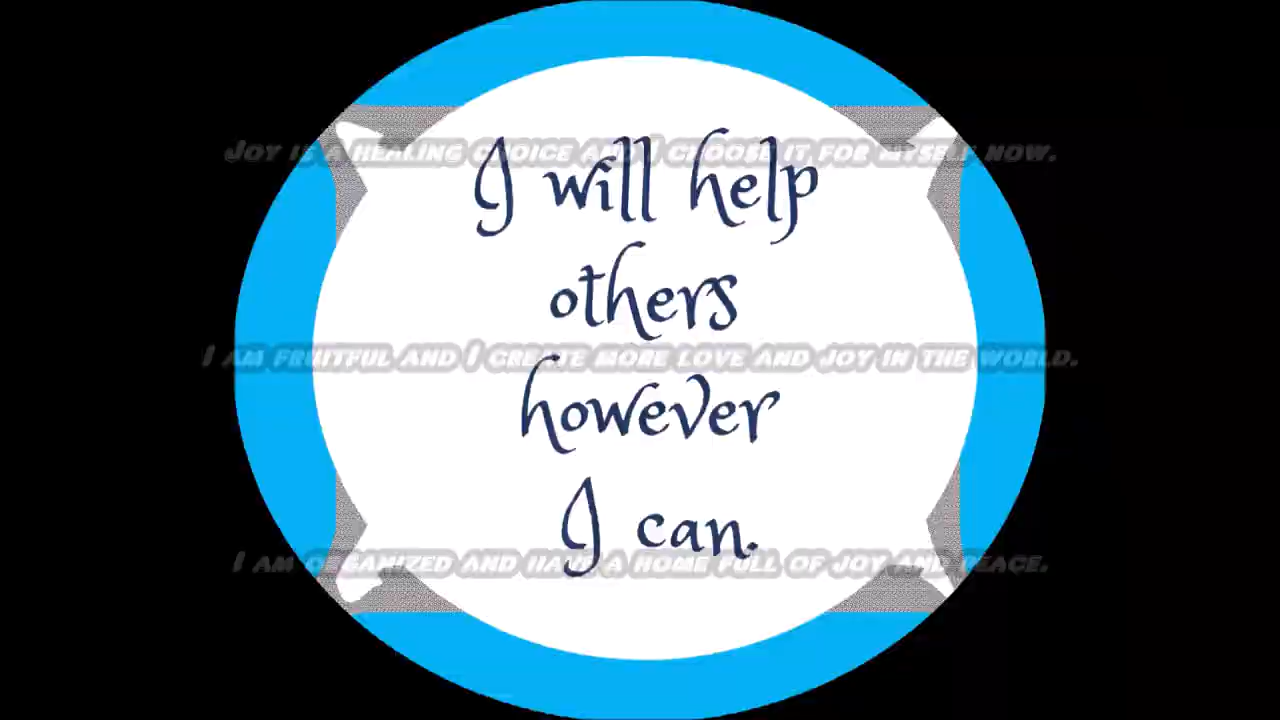 Joy is a healing choice and I choose it for myself now.
I will help
others
I am fruitful and I create more love and joy in the world.
however
I can.
I am organized and have a home full of joy and peace.